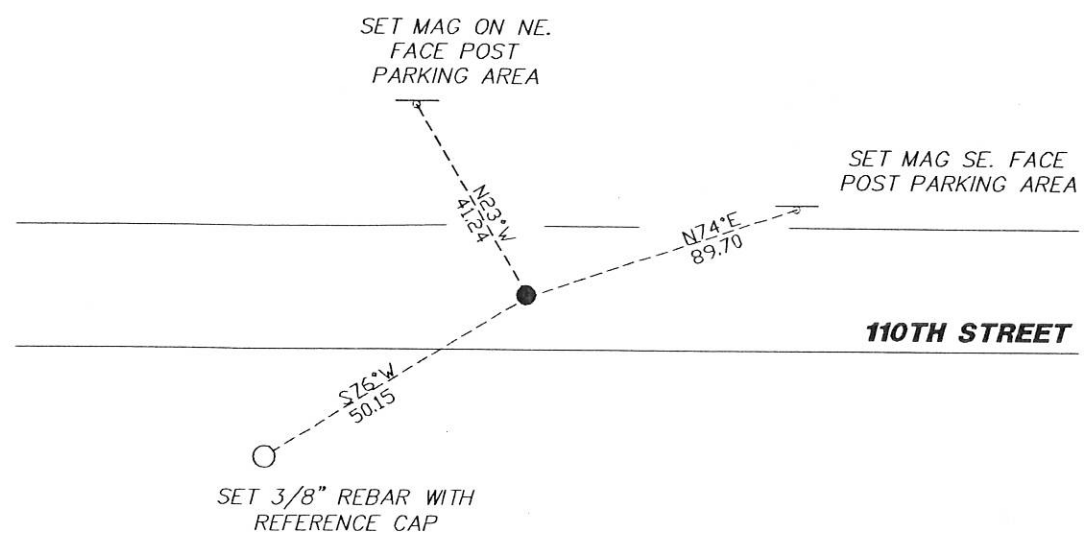 SET MAG ON NE.
FACE POST
PARKING AREA
SET MAG SE. FACE
POST PARKING AREA
N23°W
41.24
N74°E
89.70
110TH STREET
S76°W
50.15
SET 3/8" REBAR WITH
REFERENCE CAP